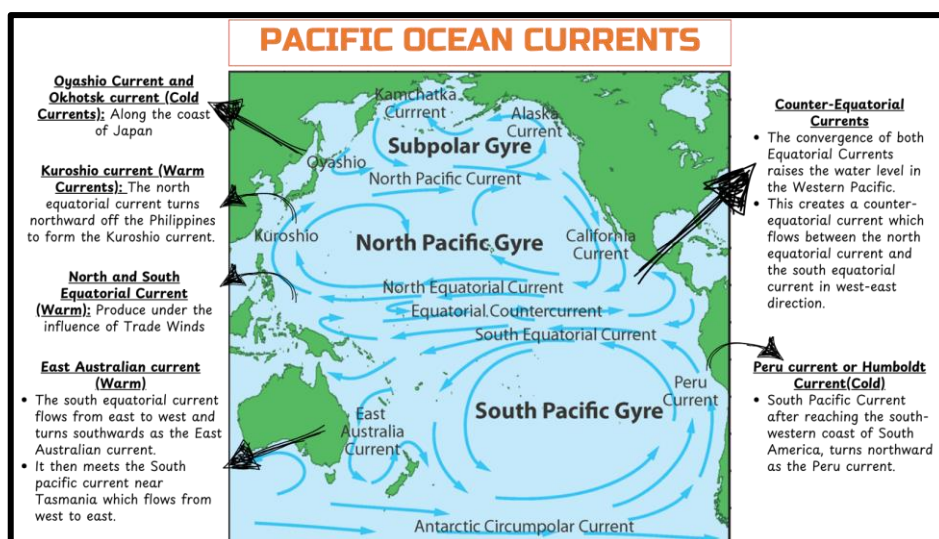 PACIFIC OCEAN CURRENTS
Oyashio Current and
Okhotsk current (Cold
Currents): Along the coast
of Japan
Kuroshio current (Warm
Currents): The north
equatorial current turns
northward off the Philippines
to form the Kuroshio current.
North and South
Equatorial Current
(Warm): Produce under the
influence of Trade Winds
East Australian current
(Warm)
• The south equatorial current
flows from east to west and
turns southwards as the East
Australian current.
• It then meets the South
pacific current near
Tasmania which flows from
west to east.
Kamchatka
Currrent
Alaska
Current
Subpolar Gyre
Oyashio
North Pacific Current
Kuroshio
North Pacific Gyre
California
Current
North Equatorial Current
Equatorial Countercurrent
South Equatorial Current
Peru
Current
South Pacific Gyre
East
Australia
Current
Antarctic Circumpolar Current
Counter-Equatorial
Currents
• The convergence of both
Equatorial Currents
raises the water level in
the Western Pacific.
• This creates a counter-
equatorial current which
flows between the north
equatorial current and
the south equatorial
current in west-east
direction.
Peru current or Humboldt
Current(Cold)
• South Pacific Current
after reaching the south-
western coast of South
America, turns northward
as the Peru current.